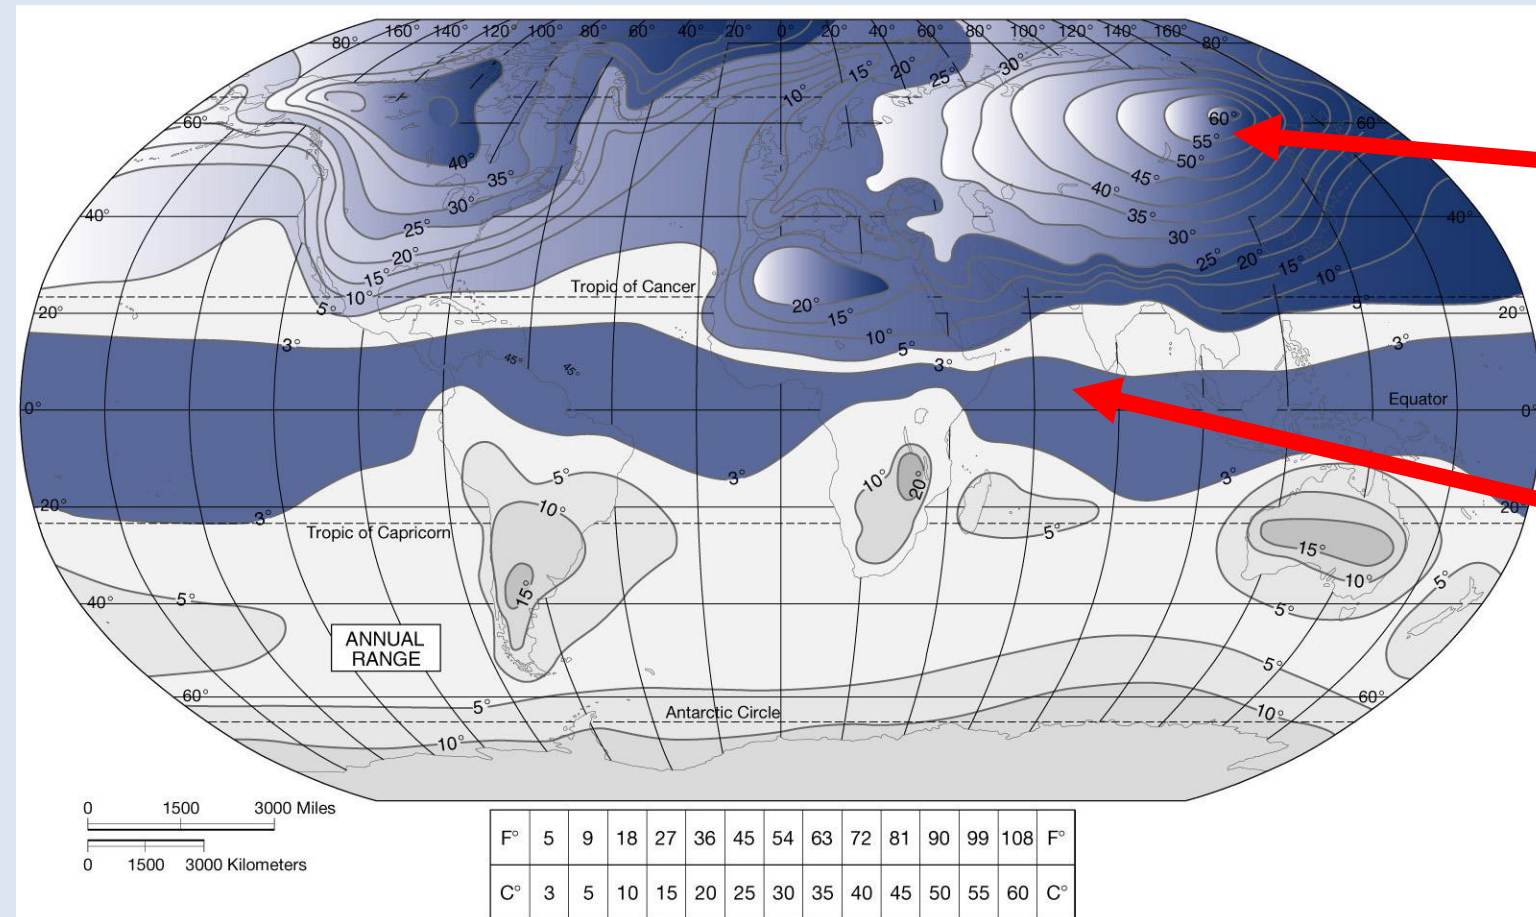 160° 140° 120° 100° 80° 60° 40° 20° 0° 20° 40° 60° 80° 100° 120° 140° 160°
80° 80°
15° 20° 25° 30°
10°
60° 60° 60°
55°
40° 50°
35° 45°
30° 40°
40° 35° 40°
25° 30°
20° 25° 20° 15° 10°
15°
Tropic of Cancer
10° 5° 20° 5°
20° 15° 20°
10°
3° 5° 3°
3°
45° 45°
Equator
0° 0°
5° 10° 20°
3° 3°
20° 10° 20°
3° 5°
Tropic of Capricorn
15°
15° 10° 5°
40° 5° 5°
ANNUAL
RANGE
5°
60° 60°
5° Antarctic Circle 10°
10°
0 1500 3000 Miles
0 1500 3000 Kilometers
F° 5 9 18 27 36 45 54 63 72 81 90 99 108 F°
C° 3 5 10 15 20 25 30 35 40 45 50 55 60 C°